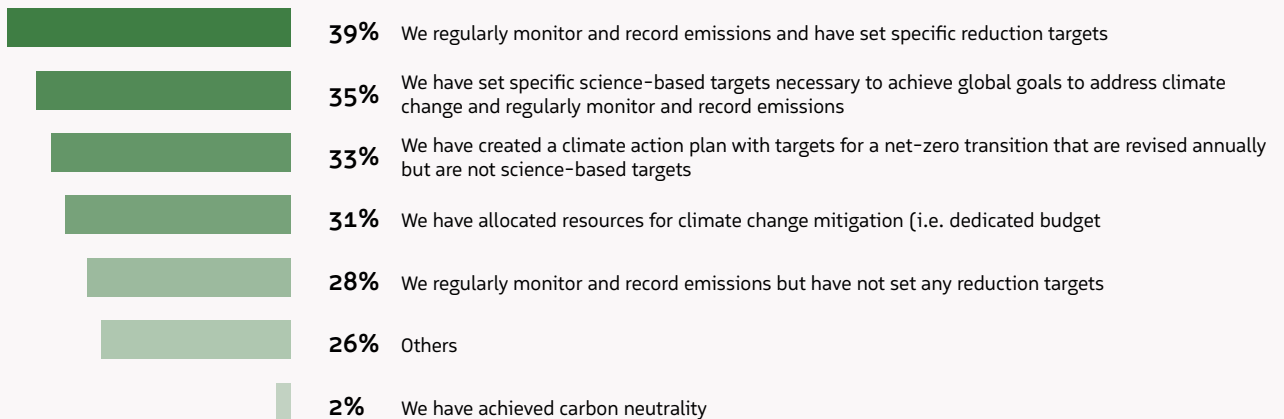 39% We regularly monitor and record emissions and have set specific reduction targets
35% We have set specific science-based targets necessary to achieve global goals to address climate
change and regularly monitor and record emissions
33% We have created a climate action plan with targets for a net-zero transition that are revised annually
but are not science-based targets
31% We have allocated resources for climate change mitigation (i.e. dedicated budget
28% We regularly monitor and record emissions but have not set any reduction targets
26% Others
2% We have achieved carbon neutrality